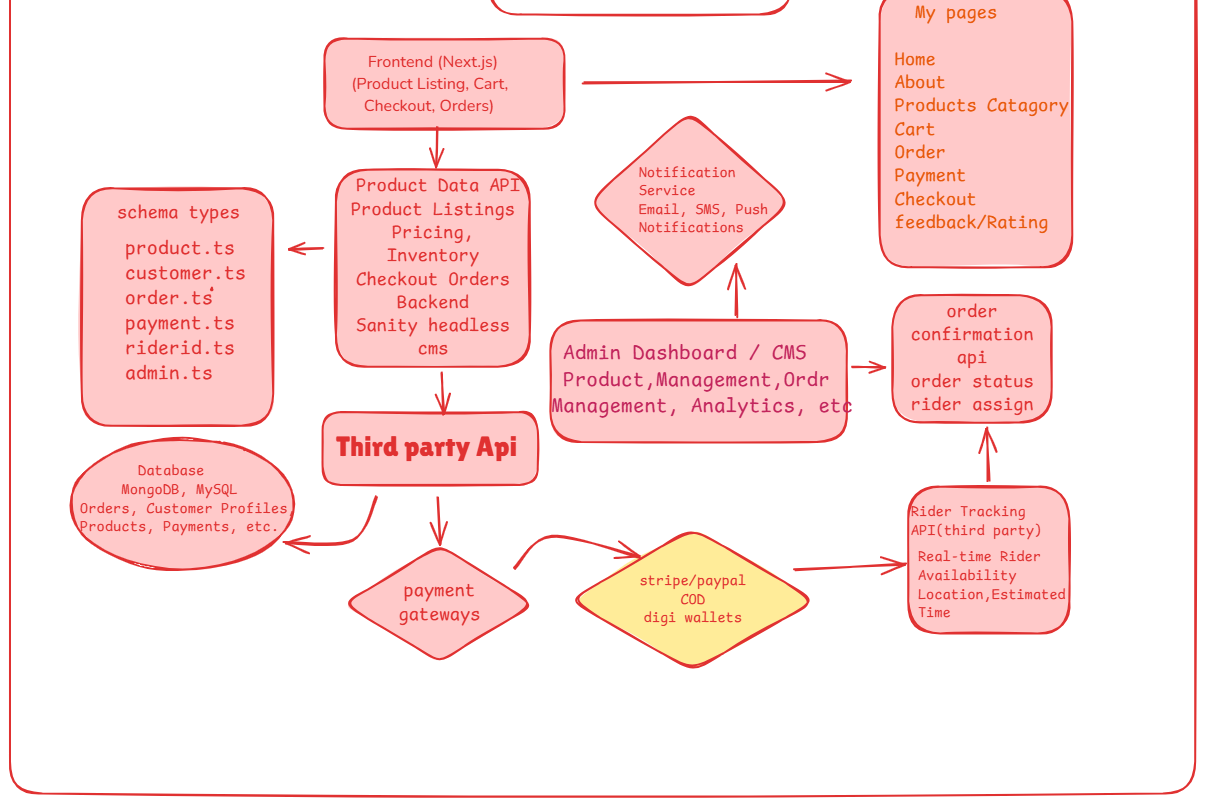 My pages
Home
About
Products Catagory
Cart
Order
Payment
Checkout
feedback/Rating
Frontend (Next.js)
(Product Listing, Cart,
Checkout, Orders)
Product Data API
Product Listings
Pricing,
Inventory
Checkout Orders
Backend
Sanity headless
cms
schema types
product.ts
customer.ts
order.ts
payment.ts
riderid.ts
admin.ts
Notification
Service
Email, SMS, Push
Notifications
Admin Dashboard / CMS
Product,Management,Ordr
Management, Analytics, etc
order
confirmation
api
order status
rider assign
Third party Api
Database
MongoDB, MySQL
Orders, Customer Profiles,
Products, Payments, etc.
payment
gateways
stripe/paypal
COD
digi wallets
Rider Tracking
API(third party)
Real-time Rider
Availability
Location,Estimated
Time